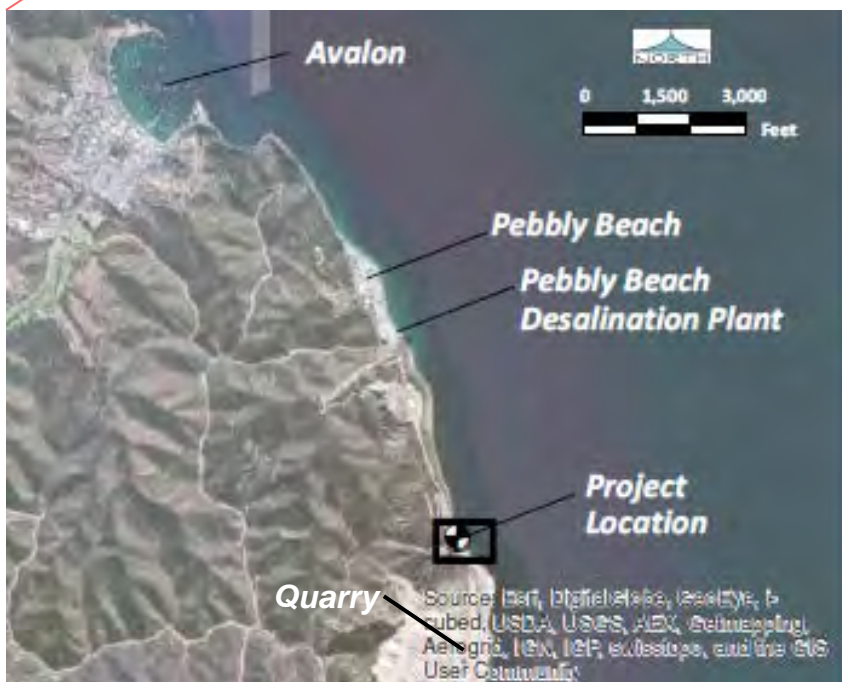 Avalon
NORTH
0 1,500 3,000
Feet
Pebbly Beach
Pebbly Beach
Desalination Plant
Project
Location
Quarry
Source: Esri, DigitalGlobe, GeoEye, i-
cubed, USDA, USGS, AEX, Getmapping,
Aerogrid, IGN, IGP, swisstopo, and the GIS
User Community